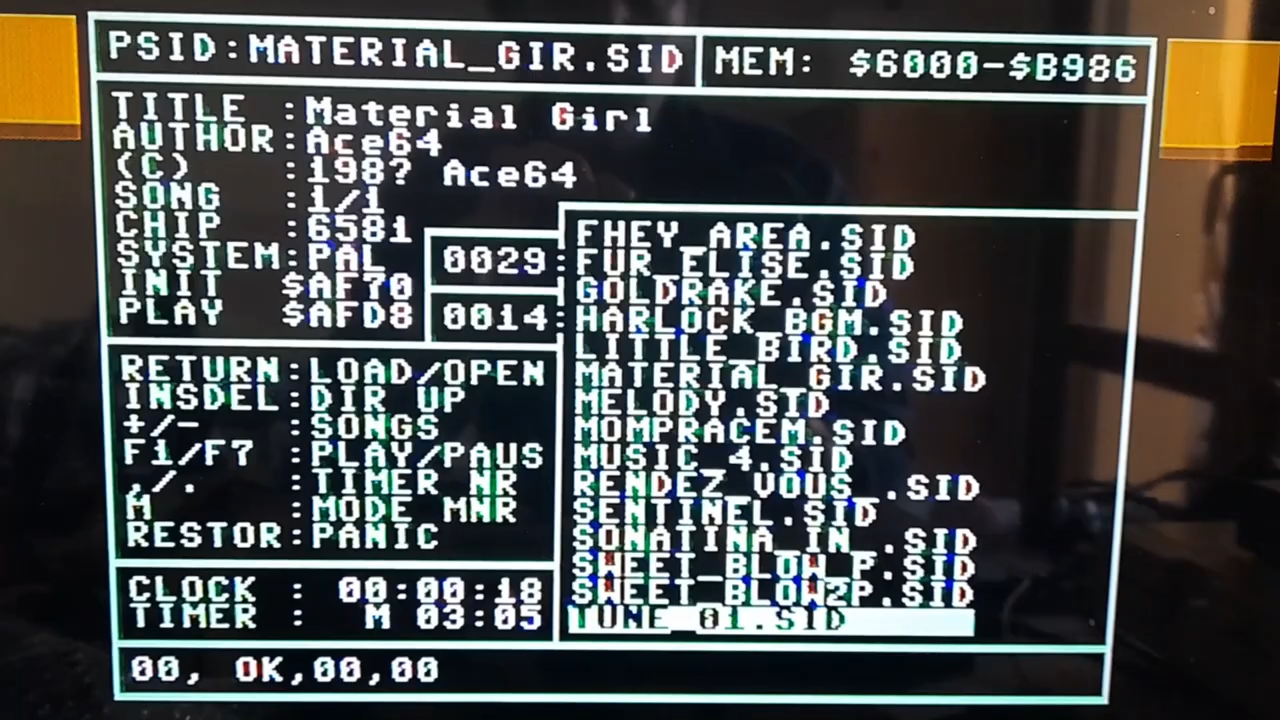 PSID:MATERIAL_GIR.SID
MEM: $6000-$B986
TITLE :Material Girl
AUTHOR:Ace64
(C) :198? Ace64
SONG :1/1
CHIP :6581
SYSTEM:PAL
INIT $AF70
PLAY $AFD8
0029:
0014:
FHEY_AREA.SID
FUR_ELISE.SID
GOLDRAKE.SID
HARLOCK_BGM.SID
LITTLE_BIRD.SID
MATERIAL_GIR.SID
MELODY.SID
MOMPRACEM.SID
MUSIC_4.SID
RENDEZ_VOUS_.SID
SENTINEL.SID
SONATINA_IN_.SID
SWEET_BLOW_P.SID
SWEET_BLOW2P.SID
TUNE_01.SID
RETURN:LOAD/OPEN
INSDEL:DIR UP
+/- :SONGS
F1/F7 :PLAY/PAUS
,/. :TIMER NR
M :MODE MNR
RESTOR:PANIC
CLOCK : 00:00:18
TIMER : M 03:05
00, OK,00,00